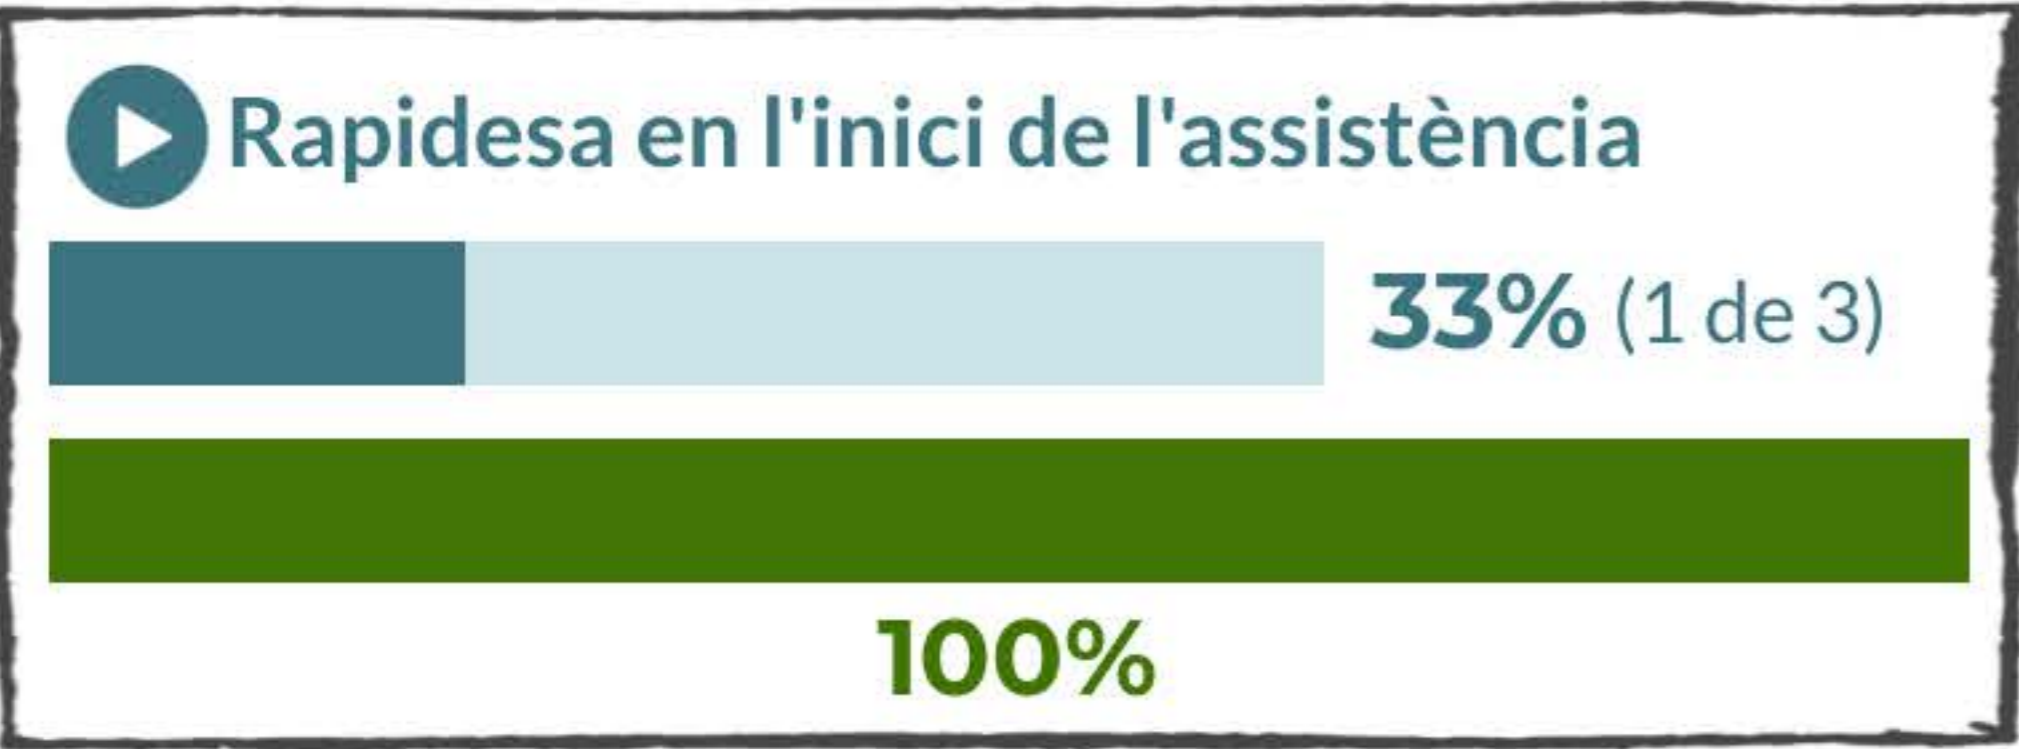 Rapidesa en l'inici de l'assistència
33% (1 de 3)
100%